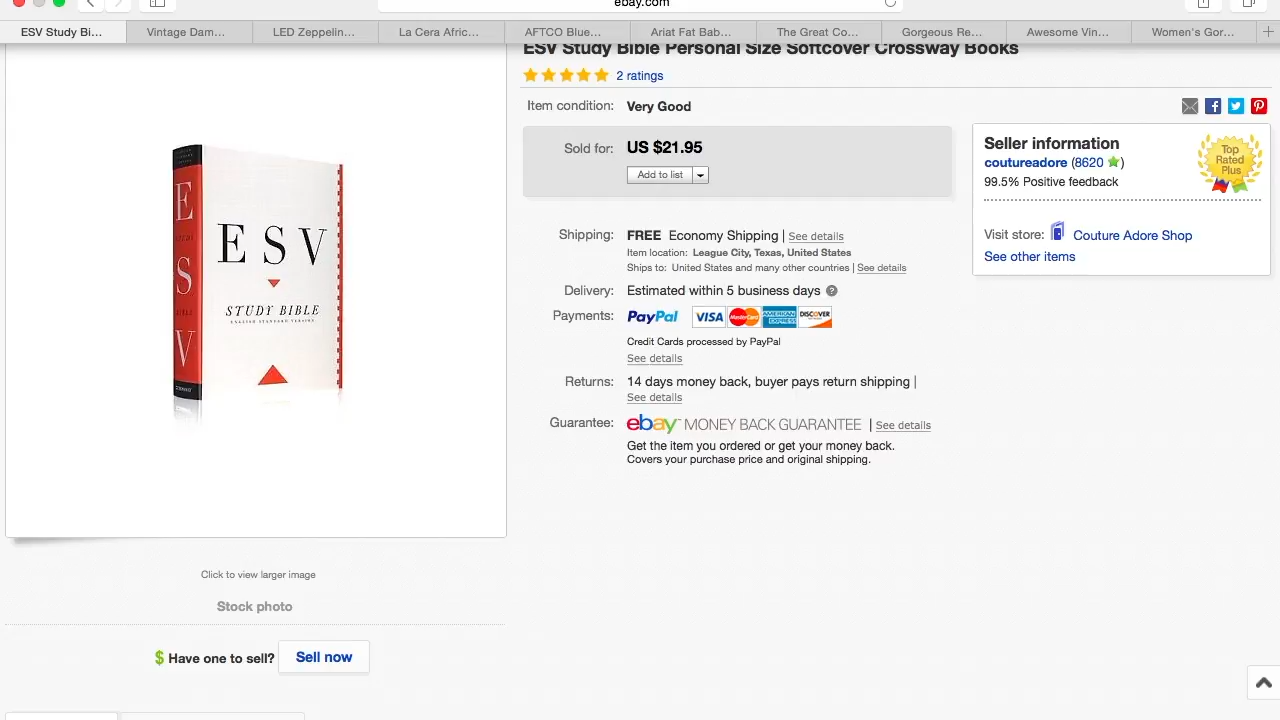 ebay.com
ESV Study Bi...
Vintage Dam...
LED Zeppelin...
La Cera Afric...
AFTCO Blue...
Ariat Fat Bab...
The Great Co...
Gorgeous Re...
Awesome Vin...
Women's Gor...
ESV Study Bible Personal Size Softcover Crossway Books
2 ratings
Item condition: Very Good
Sold for: US $21.95
Add to list
Seller information
coutureadore (8620)
99.5% Positive feedback
Top
Rated
Plus
Visit store: Couture Adore Shop
See other items
Shipping: FREE Economy Shipping | See details
Item location: League City, Texas, United States
Ships to: United States and many other countries | See details
Delivery: Estimated within 5 business days ?
Payments: PayPal VISA MasterCard AMERICAN EXPRESS DISCOVER
Credit Cards processed by PayPal
See details
Returns: 14 days money back, buyer pays return shipping |
See details
Guarantee: ebay MONEY BACK GUARANTEE | See details
Get the item you ordered or get your money back.
Covers your purchase price and original shipping.
E
S
V
ESV
STUDY BIBLE
ENGLISH STANDARD VERSION
Click to view larger image
Stock photo
$ Have one to sell? Sell now